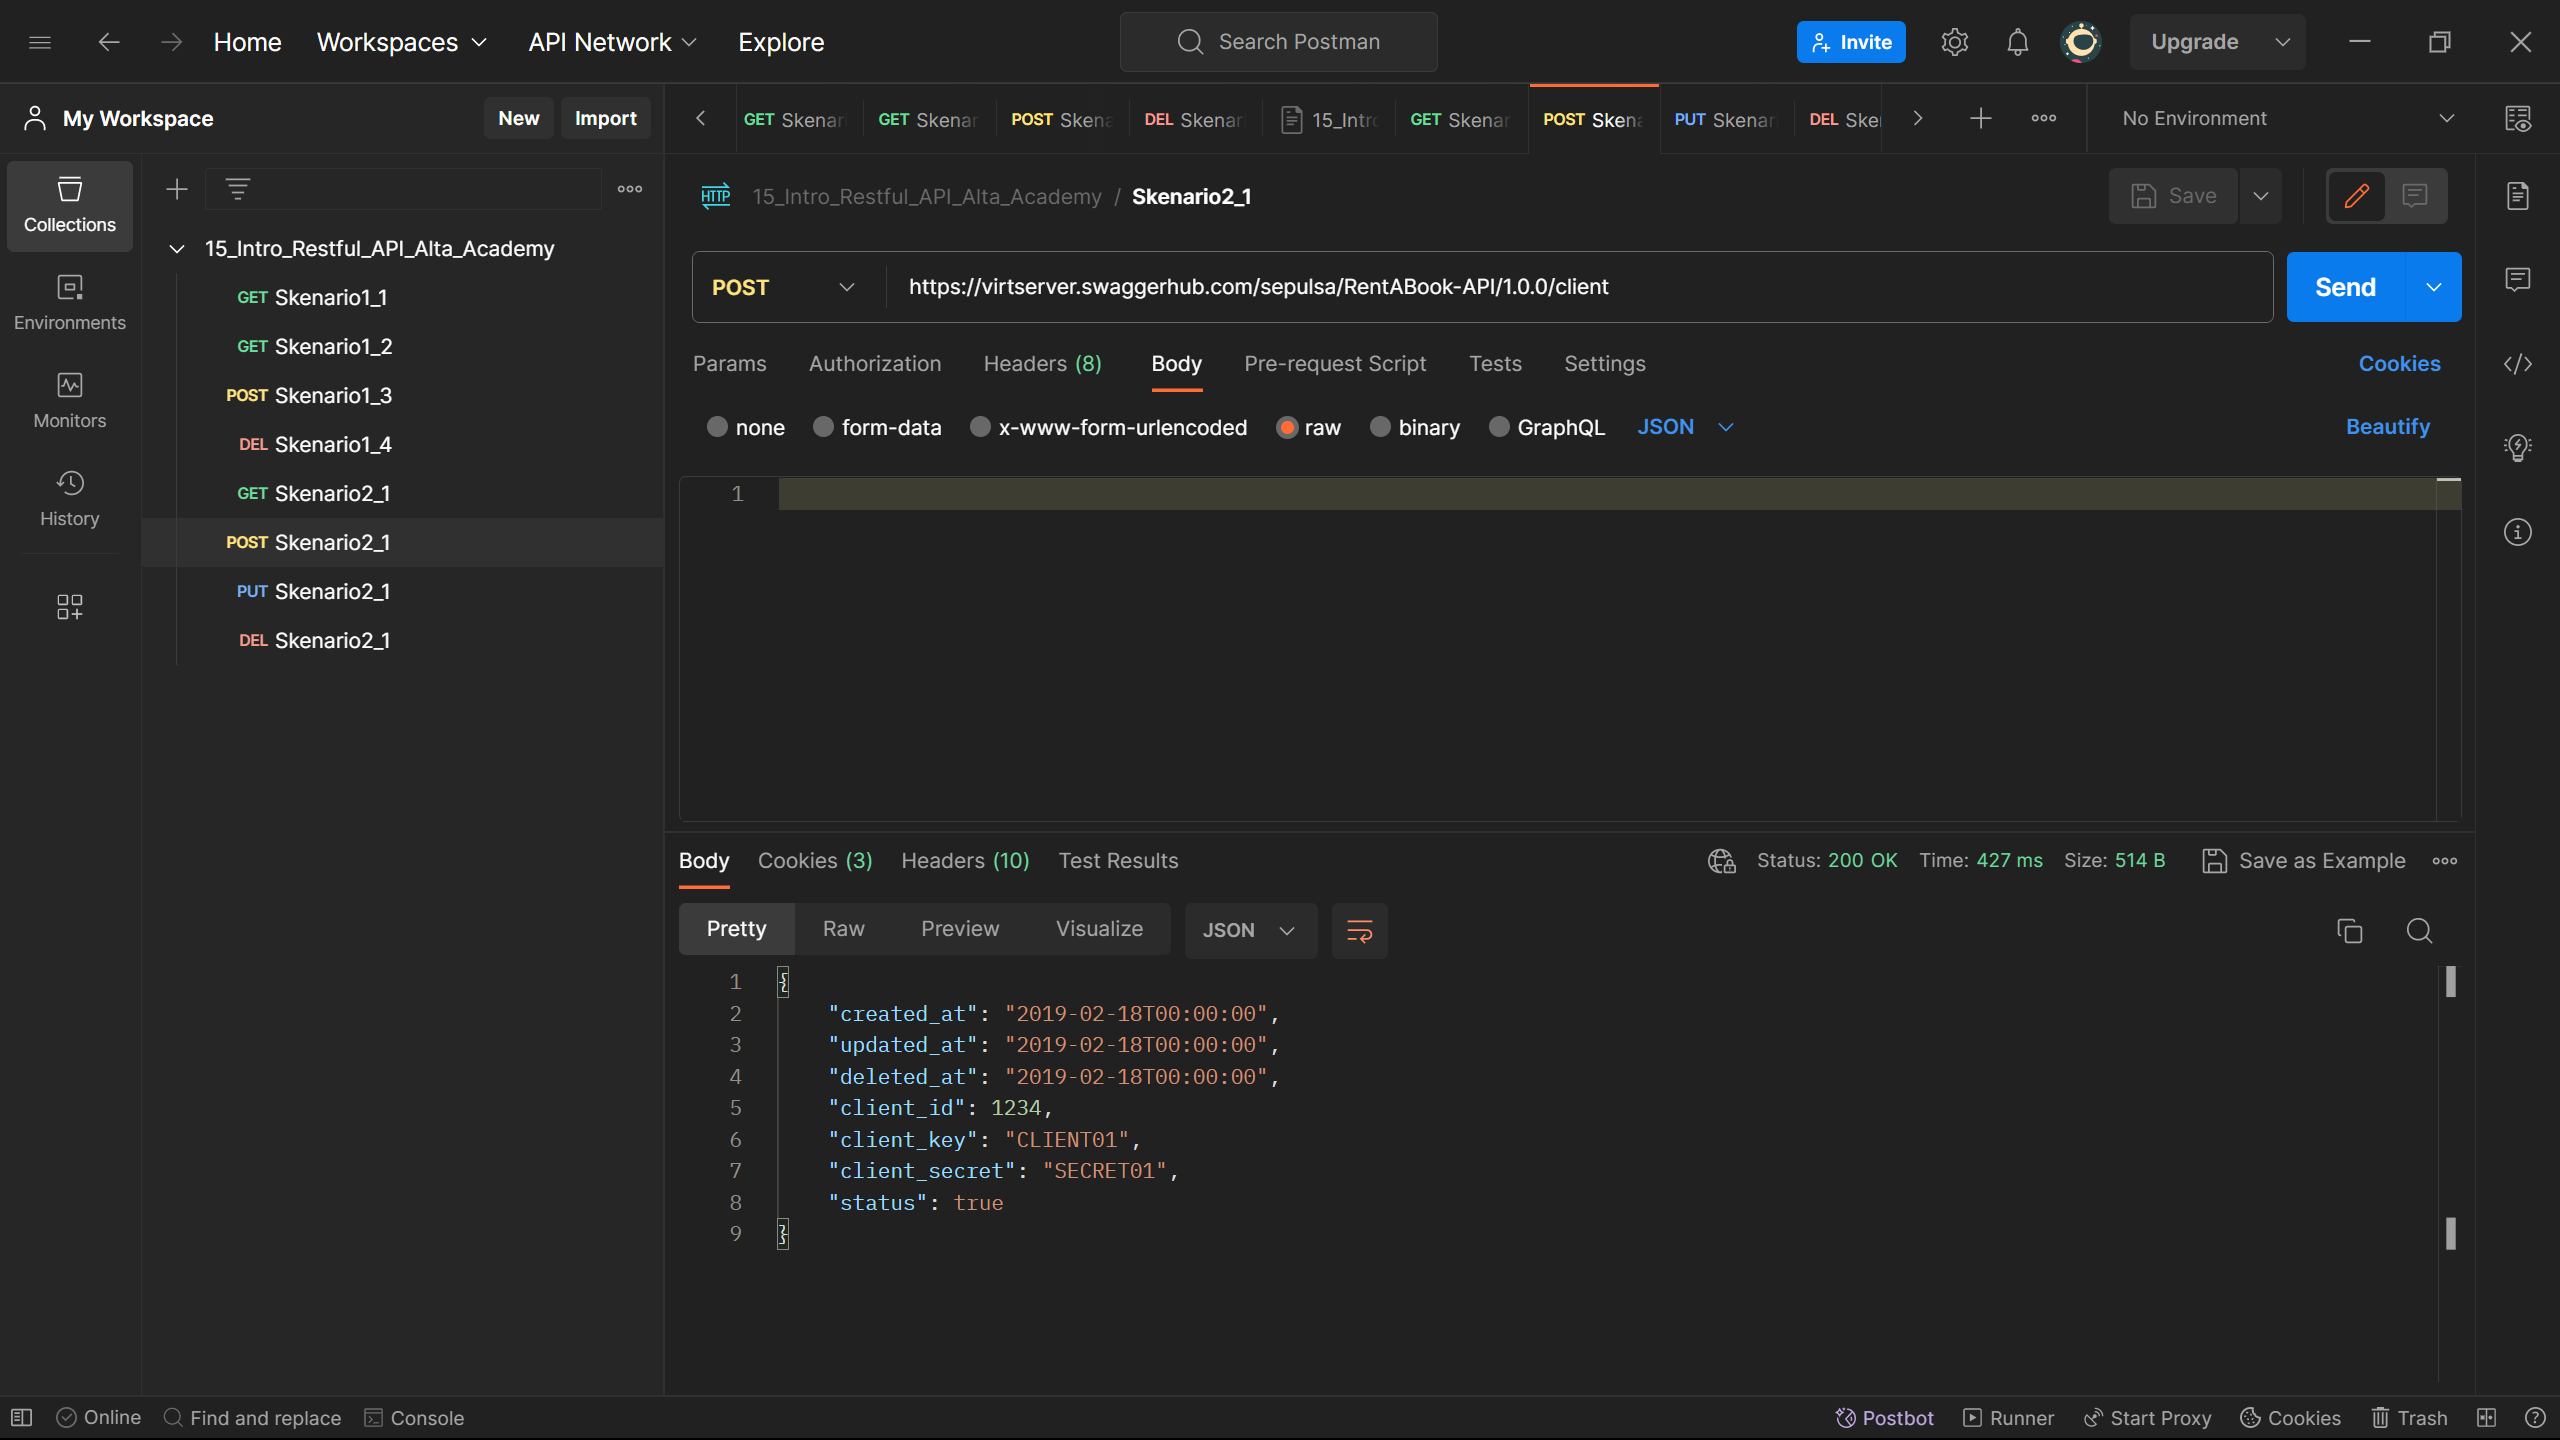 Home Workspaces API Network Explore Search Postman Invite Upgrade
My Workspace New Import
GET Skenari GET Skenar POST Skena DEL Skenar 15_Intro GET Skenar POST Skena PUT Skenar DEL Sker No Environment
Collections
Environments
Monitors
History
15_Intro_Restful_API_Alta_Academy
GET Skenario1_1
GET Skenario1_2
POST Skenario1_3
DEL Skenario1_4
GET Skenario2_1
POST Skenario2_1
PUT Skenario2_1
DEL Skenario2_1
HTTP 15_Intro_Restful_API_Alta_Academy / Skenario2_1 Save
POST https://virtserver.swaggerhub.com/sepulsa/RentABook-API/1.0.0/client Send
Params Authorization Headers (8) Body Pre-request Script Tests Settings Cookies
none form-data x-www-form-urlencoded raw binary GraphQL JSON Beautify
1
Body Cookies (3) Headers (10) Test Results Status: 200 OK Time: 427 ms Size: 514 B Save as Example
Pretty Raw Preview Visualize JSON
1 {
2 "created_at": "2019-02-18T00:00:00",
3 "updated_at": "2019-02-18T00:00:00",
4 "deleted_at": "2019-02-18T00:00:00",
5 "client_id": 1234,
6 "client_key": "CLIENT01",
7 "client_secret": "SECRET01",
8 "status": true
9 }
Online Find and replace Console Postbot Runner Start Proxy Cookies Trash